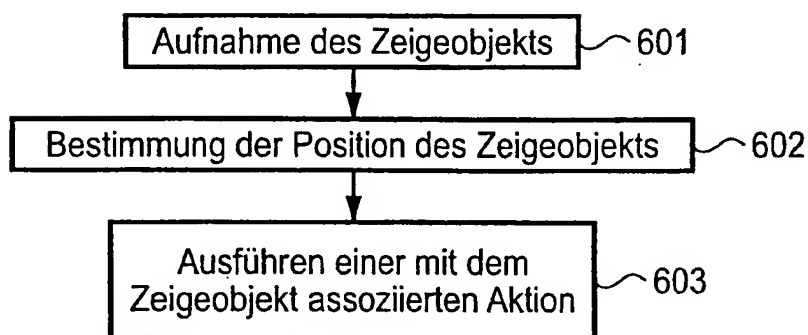 Aufnahme des Zeigeobjekts 601
Bestimmung der Position des Zeigeobjekts 602
Ausführen einer mit dem
Zeigeobjekt assoziierten Aktion 603